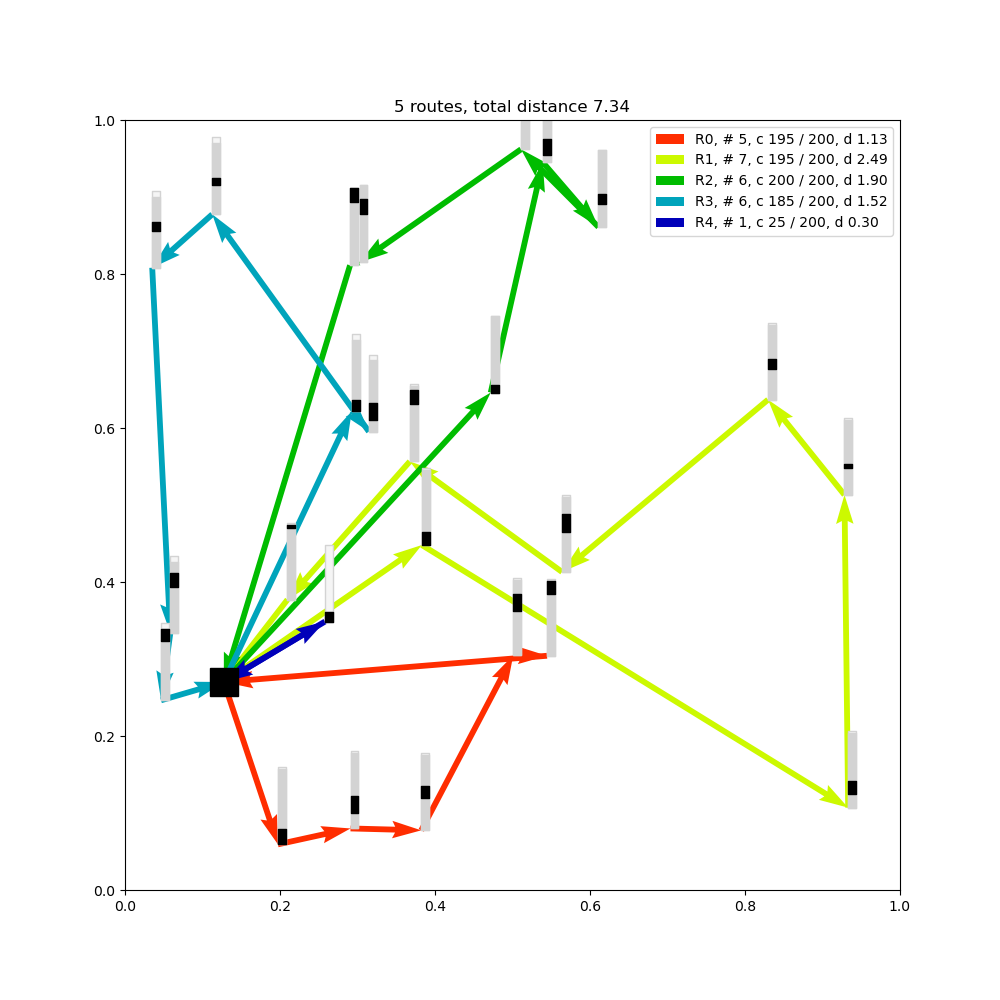 5 routes, total distance 7.34
R0, # 5, c 195 / 200, d 1.13
R1, # 7, c 195 / 200, d 2.49
R2, # 6, c 200 / 200, d 1.90
R3, # 6, c 185 / 200, d 1.52
R4, # 1, c 25 / 200, d 0.30
1.0
0.8
0.6
0.4
0.2
0.0
0.0 0.2 0.4 0.6 0.8 1.0